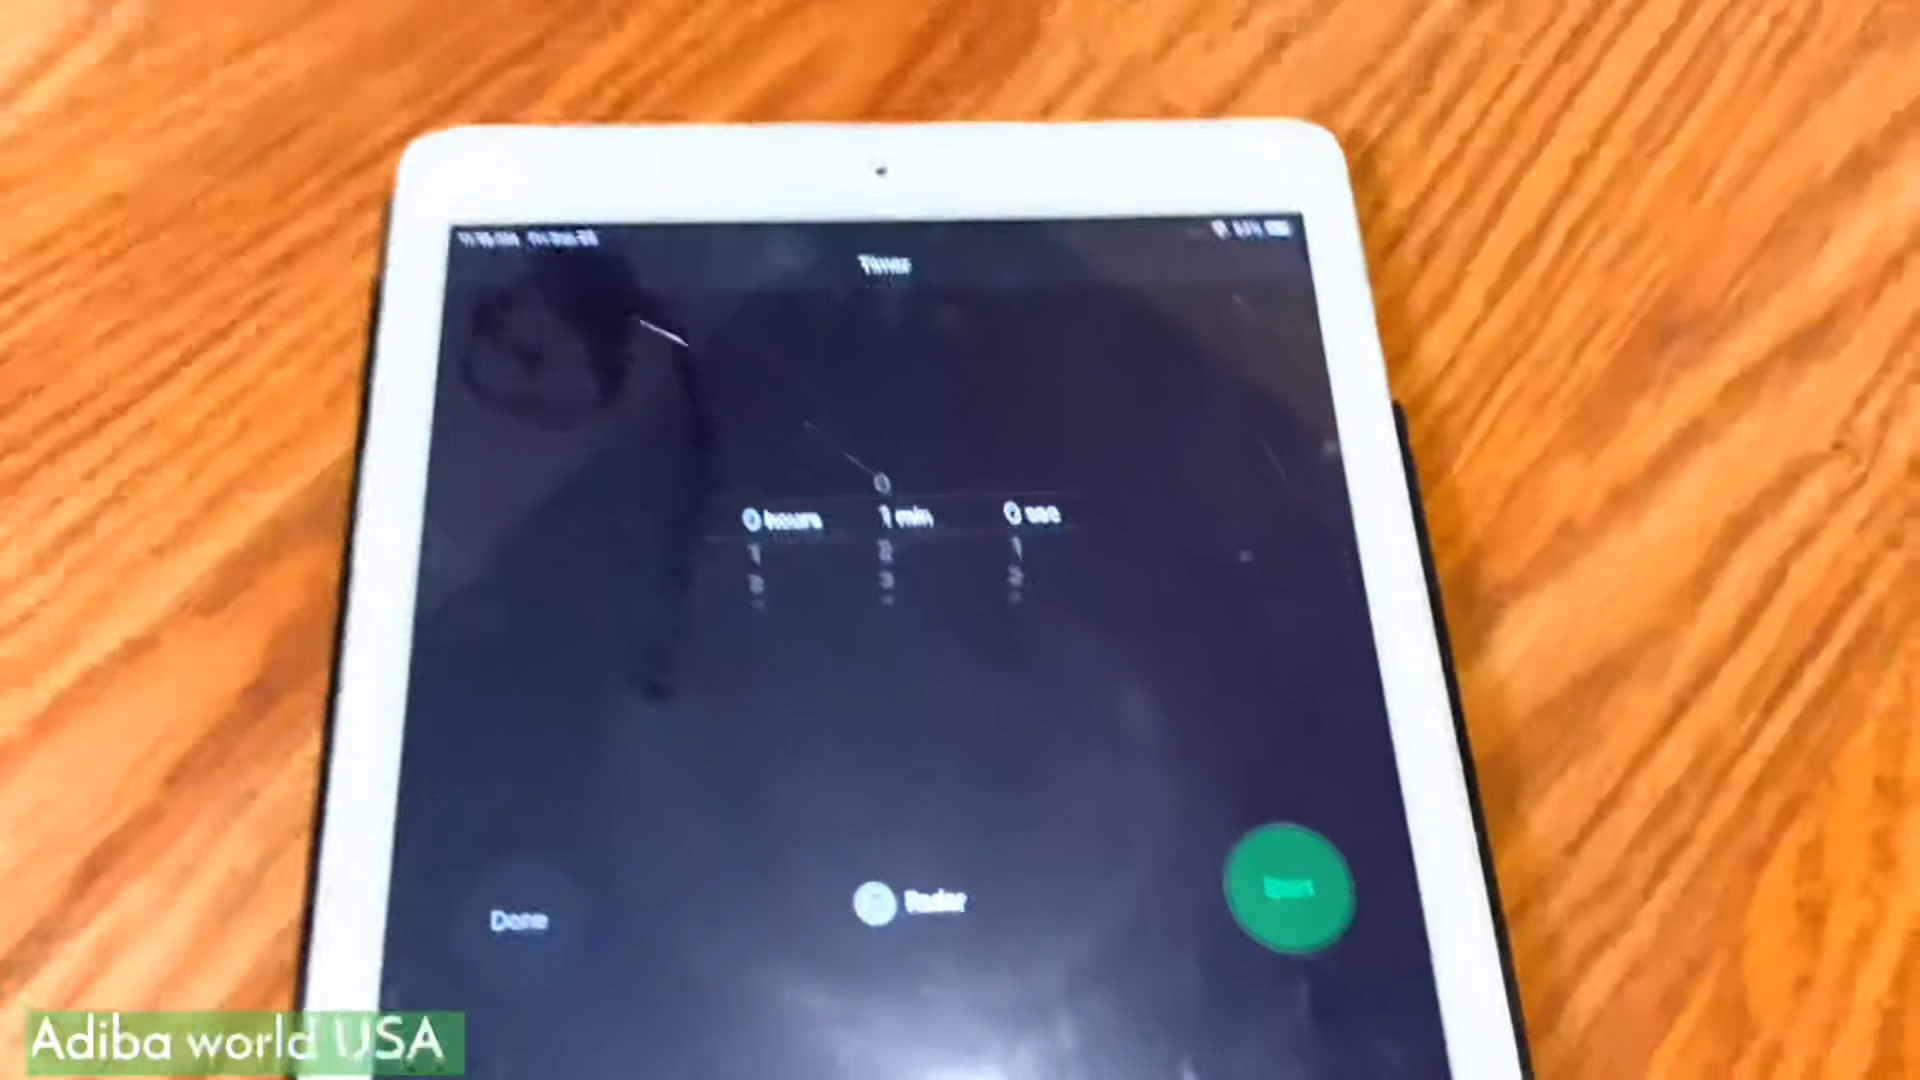 Timer
0
0 hours 1 min 0 sec
1 2 1
2 3 2
Done Radar Start
Adiba world USA